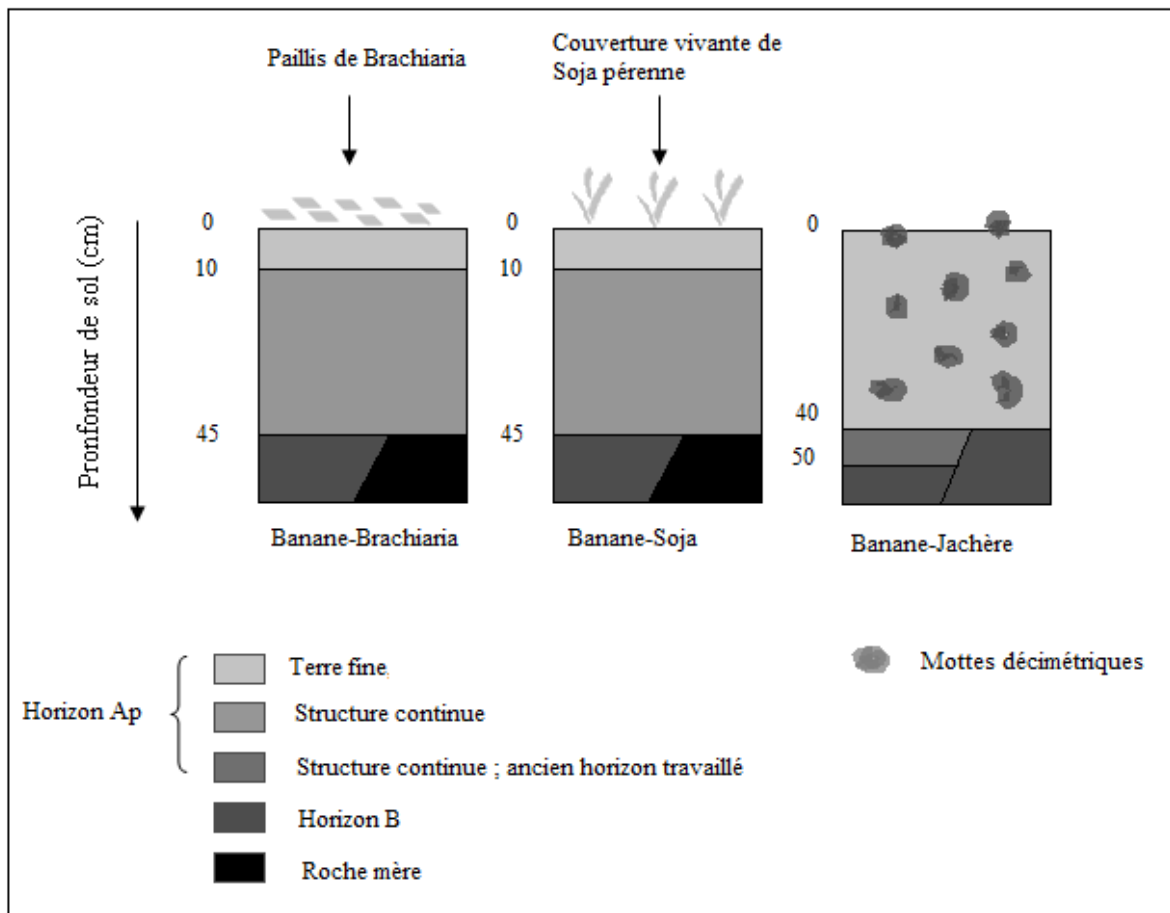 Paillis de Brachiaria
Couverture vivante de
Soja pérenne
Pronfondeur de sol (cm)
0
10
45
0
10
45
0
40
50
Banane-Brachiaria
Banane-Soja
Banane-Jachère
Horizon Ap
Terre fine
Structure continue
Structure continue ; ancien horizon travaillé
Horizon B
Roche mère
Mottes décimétriques